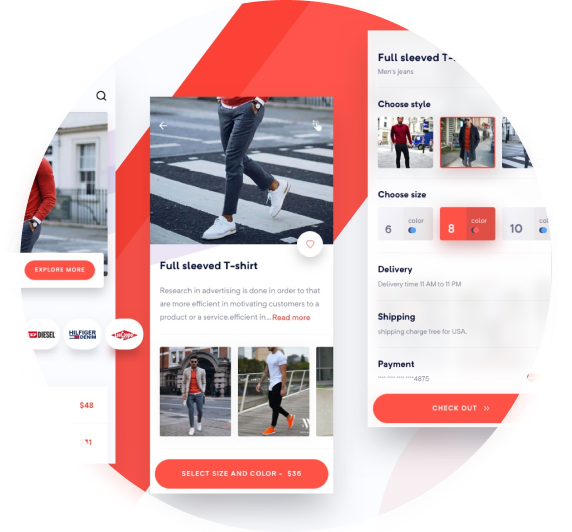 EXPLORE MORE
DIESEL
HILFIGER
DENIM
Lee Cooper
$48
Full sleeved T-shirt
Research in advertising is done in order to that
are more efficient in motivating customers to a
product or a service.efficient in... Read more
SELECT SIZE AND COLOR - $36
Full sleeved T-
Men's jeans
Choose style
Choose size
6 color
8 color
10 col
Delivery
Delivery time 11 AM to 11 PM
Shipping
shipping charge free for USA.
Payment
**** **** **** ****4875
CHECK OUT »